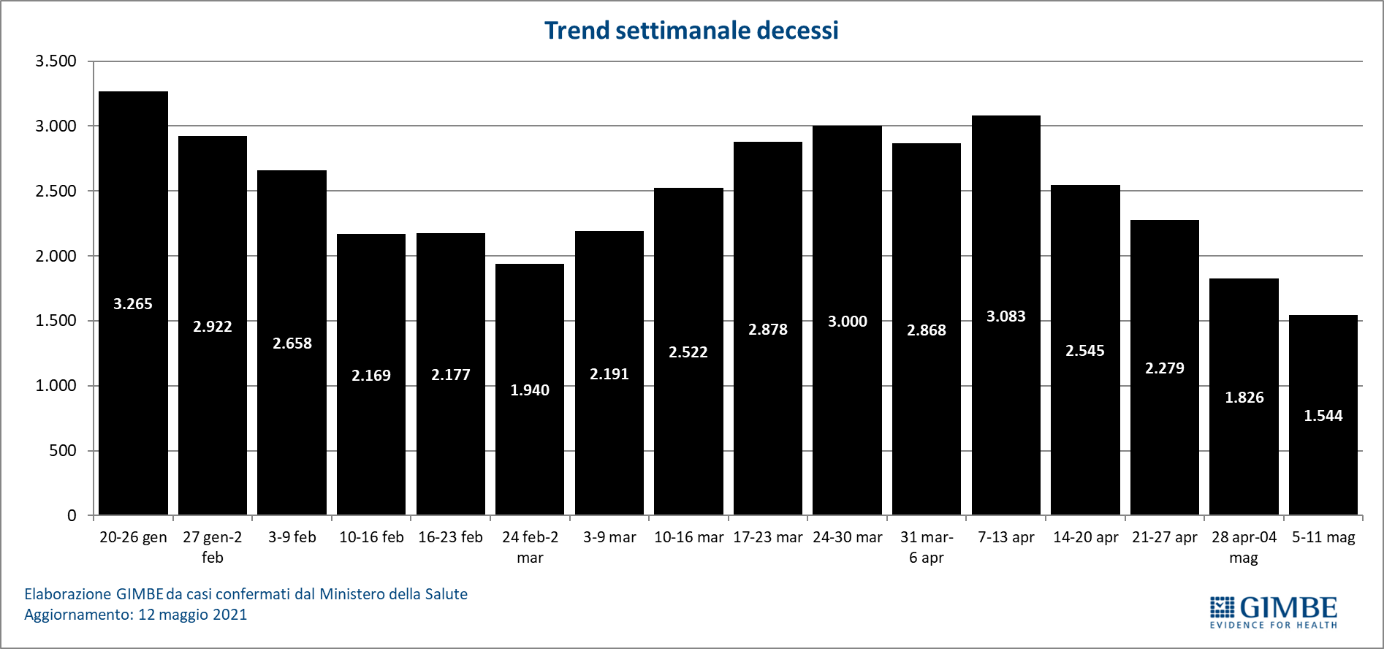 Trend settimanale decessi
3.500
3.000
2.500
2.000
1.500
1.000
500
0
3.265
2.922
2.658
2.169
2.177
1.940
2.191
2.522
2.878
3.000
2.868
3.083
2.545
2.279
1.826
1.544
20-26 gen
27 gen-2
feb
3-9 feb
10-16 feb
16-23 feb
24 feb-2
mar
3-9 mar
10-16 mar
17-23 mar
24-30 mar
31 mar-
6 apr
7-13 apr
14-20 apr
21-27 apr
28 apr-04
mag
5-11 mag
Elaborazione GIMBE da casi confermati dal Ministero della Salute
Aggiornamento: 12 maggio 2021
GIMBE
EVIDENCE FOR HEALTH